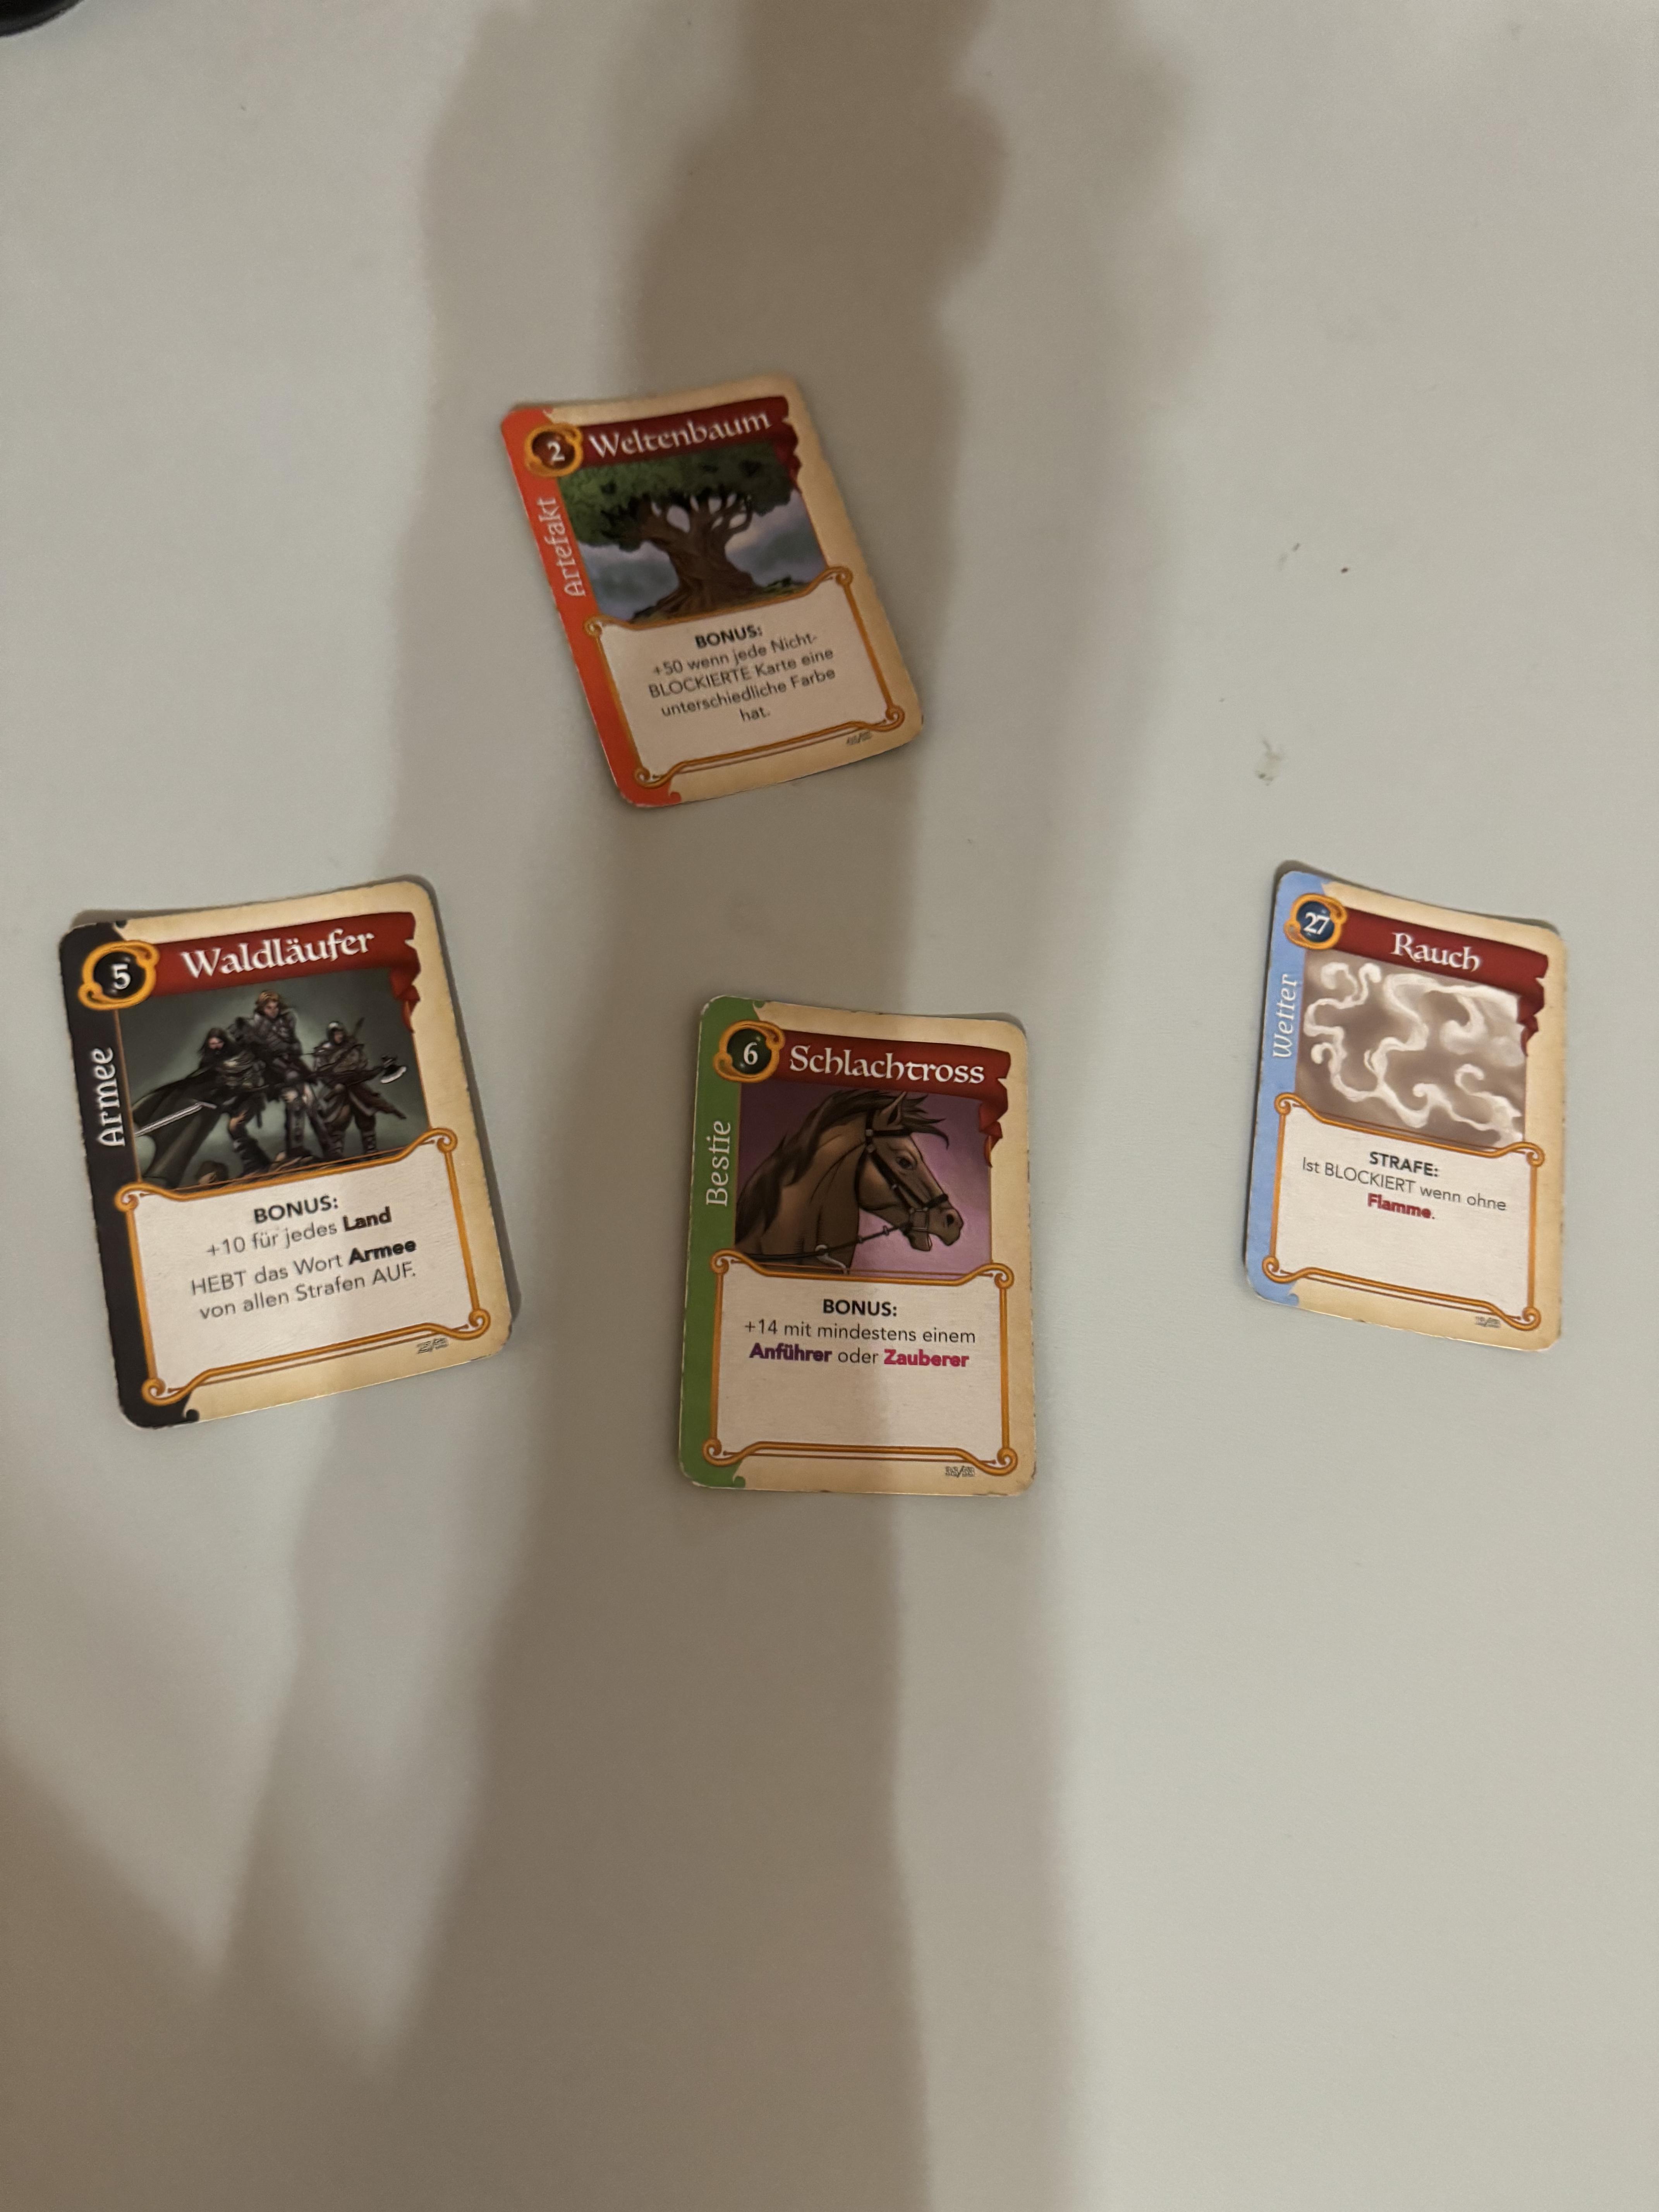 2 Weltenbaum
Artefakt
BONUS:
+50 wenn jede Nicht-
BLOCKIERTE Karte eine
unterschiedliche Farbe
hat.
5 Waldläufer
Armee
BONUS:
+10 für jedes Land
HEBT das Wort Armee
von allen Strafen AUF.
6 Schlachtross
Bestie
BONUS:
+14 mit mindestens einem
Anführer oder Zauberer
27 Rauch
Wetter
STRAFE:
Ist BLOCKIERT wenn ohne
Flamme.